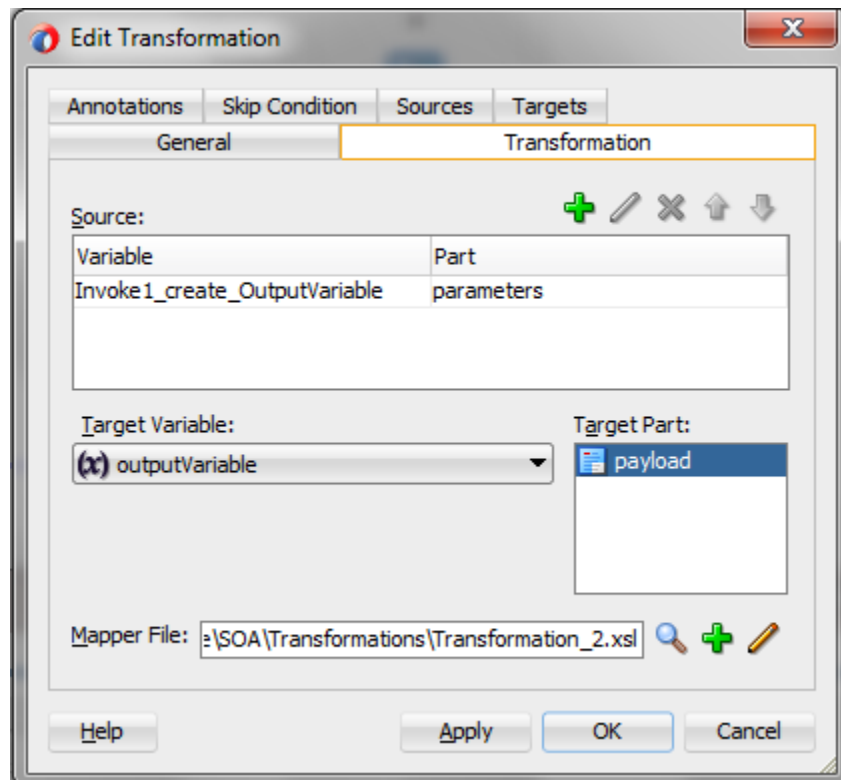 Edit Transformation
Annotations Skip Condition Sources Targets
General Transformation
Source:
Variable Part
Invoke1_create_OutputVariable parameters
Target Variable: Target Part:
(x) outputVariable payload
Mapper File: e\SOA\Transformations\Transformation_2.xsl
Help Apply OK Cancel